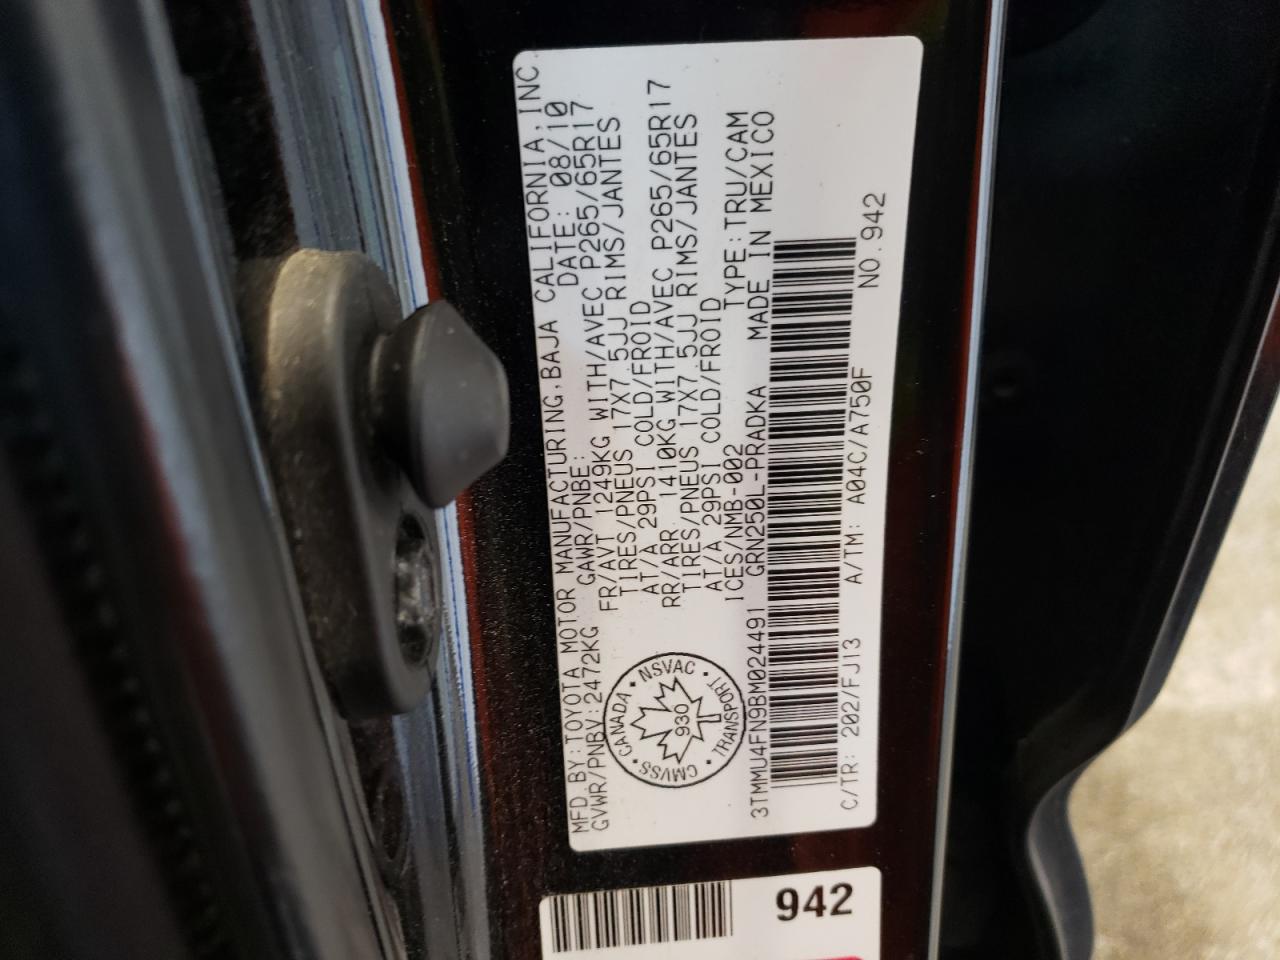 MFD.BY:TOYOTA MOTOR MANUFACTURING,BAJA CALIFORNIA,INC
GVWR/PNBV:2472KG GAWR/PNBE: DATE: 08/10
FR/AVT 1249KG WITH/AVEC P265/65R17
TIRES/PNEUS 17X7.5JJ RIMS/JANTES
AT/A 29PSI COLD/FROID
RR/ARR 1410KG WITH/AVEC P265/65R17
TIRES/PNEUS 17X7.5JJ RIMS/JANTES
AT/A 29PSI COLD/FROID
ICES/NMB-002 TYPE:TRU/CAM
3TMMU4FN9BM024491 GRN250L-PRADKA MADE IN MEXICO
C/TR: 202/FJ13 A/TM: A04C/A750F NO.942
CANADA · NSVAC · TRANSPORT · CMVSS
930
942